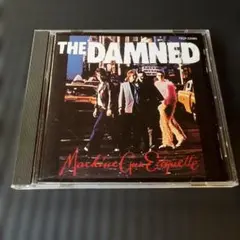 THE DAMNED
Machine Gun Etiquette